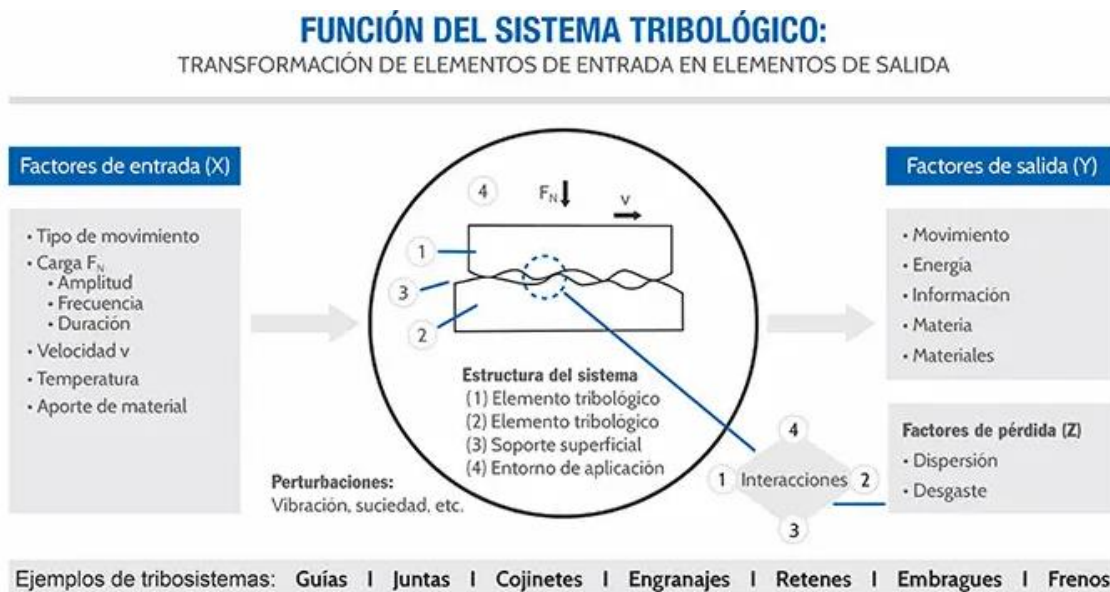 FUNCIÓN DEL SISTEMA TRIBOLÓGICO:
TRANSFORMACIÓN DE ELEMENTOS DE ENTRADA EN ELEMENTOS DE SALIDA
Factores de entrada (X)
• Tipo de movimiento
• Carga FN
• Amplitud
• Frecuencia
• Duración
• Velocidad v
• Temperatura
• Aporte de material
4
FN
v
1
3
2
Estructura del sistema
(1) Elemento tribológico
(2) Elemento tribológico
(3) Soporte superficial
(4) Entorno de aplicación
Perturbaciones:
Vibración, suciedad, etc.
4
1 Interacciones 2
3
Factores de salida (Y)
• Movimiento
• Energía
• Información
• Materia
• Materiales
Factores de pérdida (Z)
• Dispersión
• Desgaste
Ejemplos de tribosistemas: Guías I Juntas I Cojinetes I Engranajes I Retenes I Embragues I Frenos